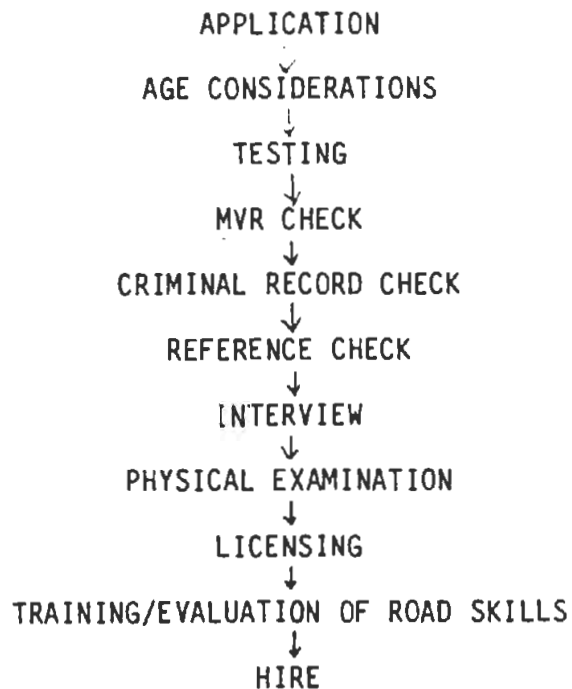 APPLICATION
AGE CONSIDERATIONS
TESTING
MVR CHECK
CRIMINAL RECORD CHECK
REFERENCE CHECK
INTERVIEW
PHYSICAL EXAMINATION
LICENSING
TRAINING/EVALUATION OF ROAD SKILLS
HIRE